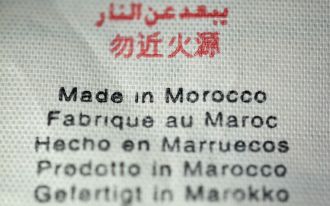 يبعد عن النار
勿近火源
Made in Morocco
Fabrique au Maroc
Hecho en Marruecos
Prodotto in Marocco
Gefertigt in Marokko